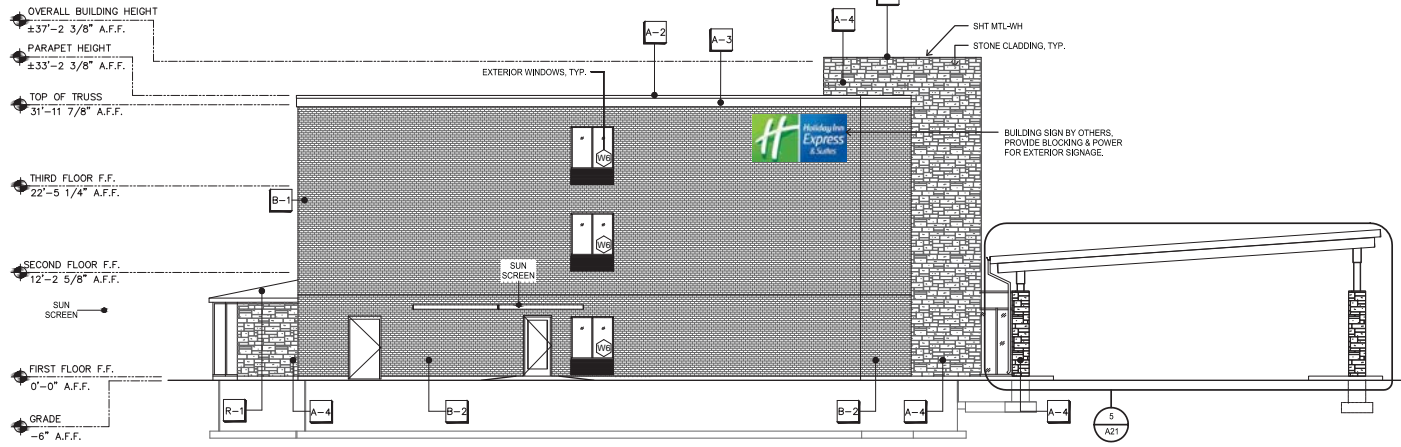 OVERALL BUILDING HEIGHT
±37'-2 3/8" A.F.F.
PARAPET HEIGHT
±33'-2 3/8" A.F.F.
TOP OF TRUSS
31'-11 7/8" A.F.F.
THIRD FLOOR F.F.
22'-5 1/4" A.F.F.
SECOND FLOOR F.F.
12'-2 5/8" A.F.F.
SUN
SCREEN
FIRST FLOOR F.F.
0'-0" A.F.F.
GRADE
-6" A.F.F.
A-2
A-3
A-4
SHT MTL-WH
STONE CLADDING, TYP.
EXTERIOR WINDOWS, TYP.
W6
H Holiday Inn
Express
& Suites
BUILDING SIGN BY OTHERS,
PROVIDE BLOCKING & POWER
FOR EXTERIOR SIGNAGE.
B-1
W6
SUN
SCREEN
W6
R-1
A-4
B-2
B-2
A-4
A-4
5
A21